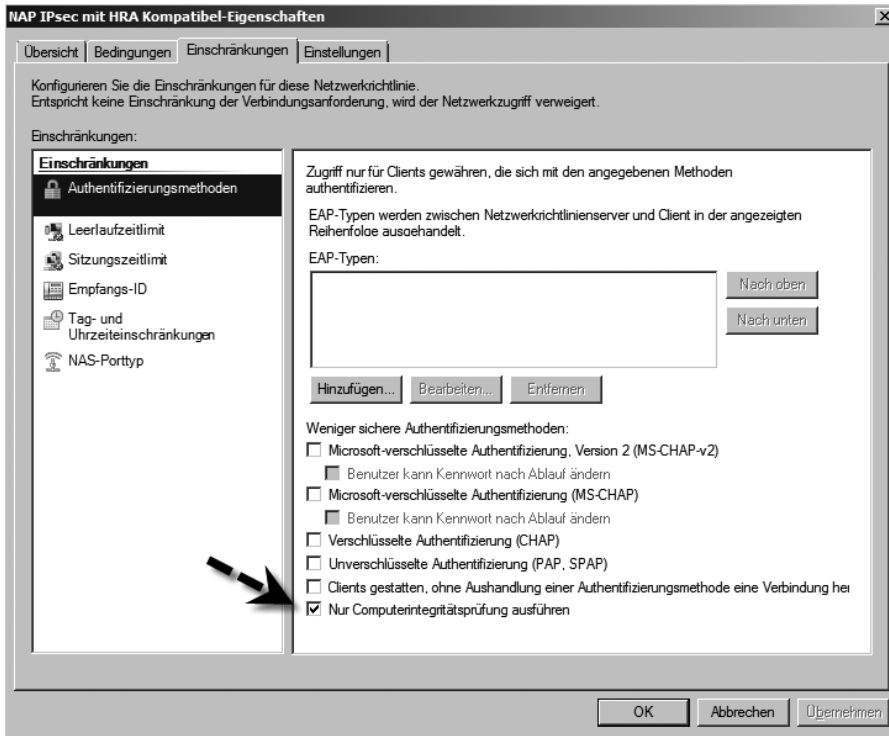 NAP IPsec mit HRA Kompatibel-Eigenschaften
Übersicht
Bedingungen
Einschränkungen
Einstellungen
Konfigurieren Sie die Einschränkungen für diese Netzwerkrichtlinie.
Entspricht keine Einschränkung der Verbindungsanforderung, wird der Netzwerkzugriff verweigert.
Einschränkungen:
Einschränkungen
Authentifizierungsmethoden
Leerlaufzeitlimit
Sitzungszeitlimit
Empfangs-ID
Tag- und
Uhrzeiteinschränkungen
NAS-Porttyp
Zugriff nur für Clients gewähren, die sich mit den angegebenen Methoden
authentifizieren.
EAP-Typen werden zwischen Netzwerkrichtlinienserver und Client in der angezeigten
Reihenfolge ausgehandelt.
EAP-Typen:
Nach oben
Nach unten
Hinzufügen...
Bearbeiten...
Entfernen
Weniger sichere Authentifizierungsmethoden:
Microsoft-verschlüsselte Authentifizierung, Version 2 (MS-CHAP-v2)
Benutzer kann Kennwort nach Ablauf ändern
Microsoft-verschlüsselte Authentifizierung (MS-CHAP)
Benutzer kann Kennwort nach Ablauf ändern
Verschlüsselte Authentifizierung (CHAP)
Unverschlüsselte Authentifizierung (PAP, SPAP)
Clients gestatten, ohne Aushandlung einer Authentifizierungsmethode eine Verbindung her
Nur Computerintegritätsprüfung ausführen
OK
Abbrechen
Übernehmen